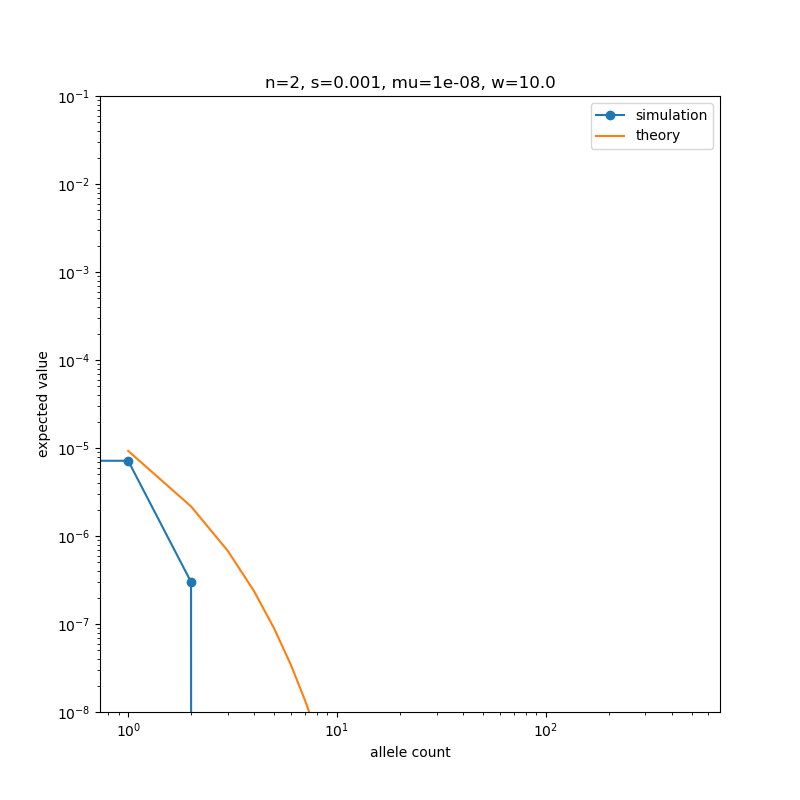 n=2, s=0.001, mu=1e-08, w=10.0
simulation
theory
10⁻¹
10⁻²
10⁻³
10⁻⁴
10⁻⁵
10⁻⁶
10⁻⁷
10⁻⁸
expected value
10⁰ 10¹ 10²
allele count